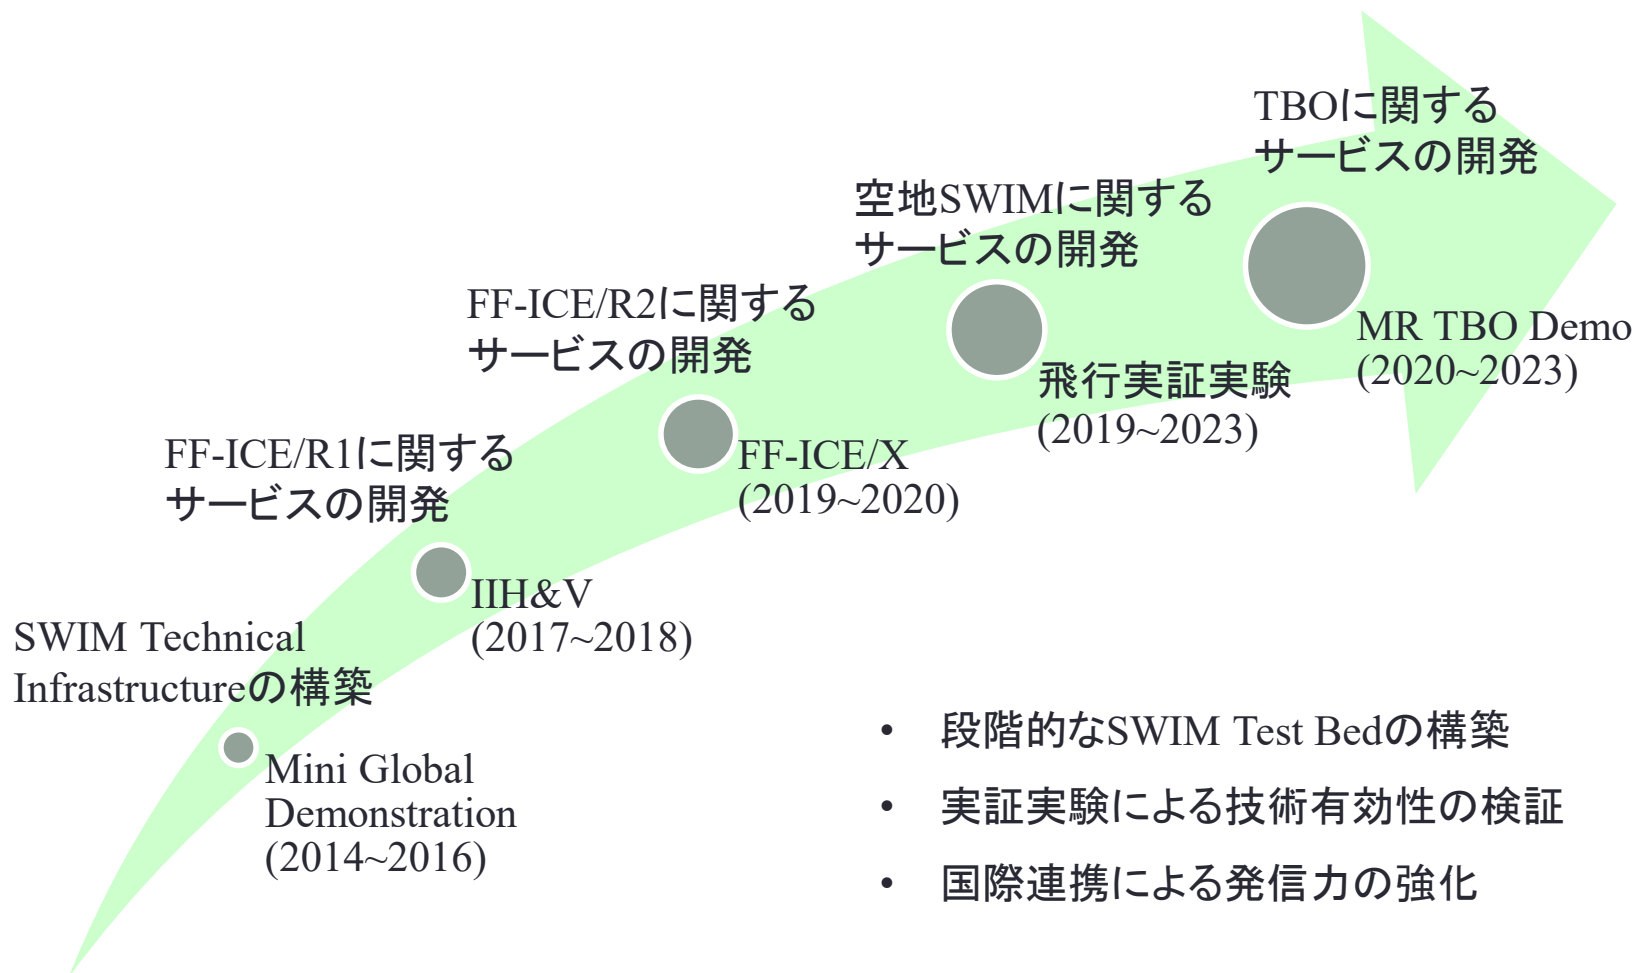 TBOに関する
サービスの開発
空地SWIMに関する
サービスの開発
MR TBO Demo
(2020~2023)
FF-ICE/R2に関する
サービスの開発
飛行実証実験
(2019~2023)
FF-ICE/R1に関する
サービスの開発
FF-ICE/X
(2019~2020)
IIH&V
(2017~2018)
SWIM Technical
Infrastructureの構築
Mini Global
Demonstration
(2014~2016)
• 段階的なSWIM Test Bedの構築
• 実証実験による技術有効性の検証
• 国際連携による発信力の強化